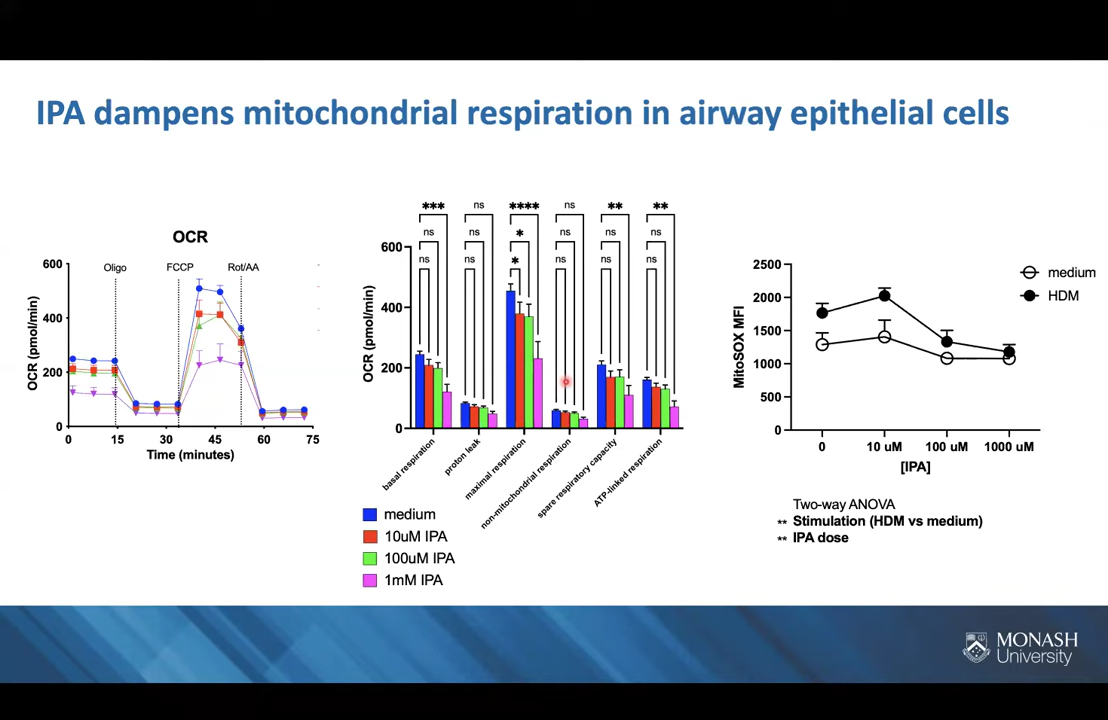 IPA dampens mitochondrial respiration in airway epithelial cells
OCR
Oligo FCCP Rot/AA
OCR (pmol/min)
600
400
200
0
0 15 30 45 60 75
Time (minutes)
*** ns **** ns ** **
ns ns * ns ns ns
ns ns * ns ns ns
OCR (pmol/min)
600
400
200
0
basal respiration
proton leak
maximal respiration
non-mitochondrial respiration
spare respiratory capacity
ATP-linked respiration
medium
10uM IPA
100uM IPA
1mM IPA
MitoSOX MFI
2500
2000
1500
1000
500
0
0 10 uM 100 uM 1000 uM
[IPA]
medium
HDM
Two-way ANOVA
** Stimulation (HDM vs medium)
** IPA dose
MONASH
University